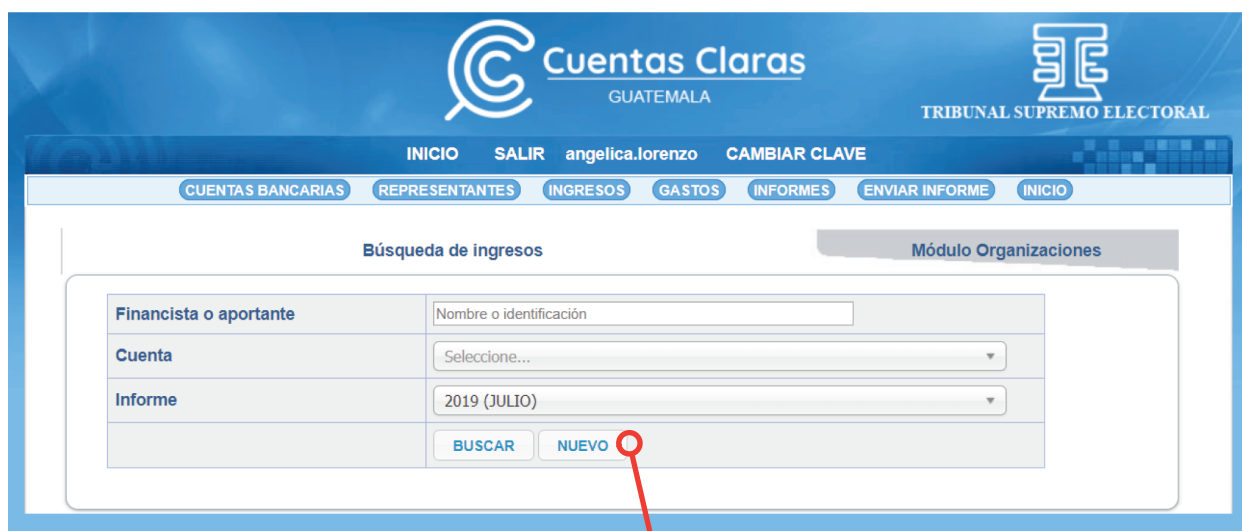 Cuentas Claras
GUATEMALA
TRIBUNAL SUPREMO ELECTORAL
INICIO SALIR angelica.lorenzo CAMBIAR CLAVE
CUENTAS BANCARIAS REPRESENTANTES INGRESOS GASTOS INFORMES ENVIAR INFORME INICIO
Búsqueda de ingresos Módulo Organizaciones
Financista o aportante Nombre o identificación
Cuenta Seleccione...
Informe 2019 (JULIO)
BUSCAR NUEVO